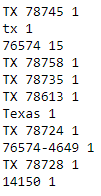 TX 78745 1
tx 1
76574 15
TX 78758 1
TX 78735 1
TX 78613 1
Texas 1
TX 78724 1
76574-4649 1
TX 78728 1
14150 1